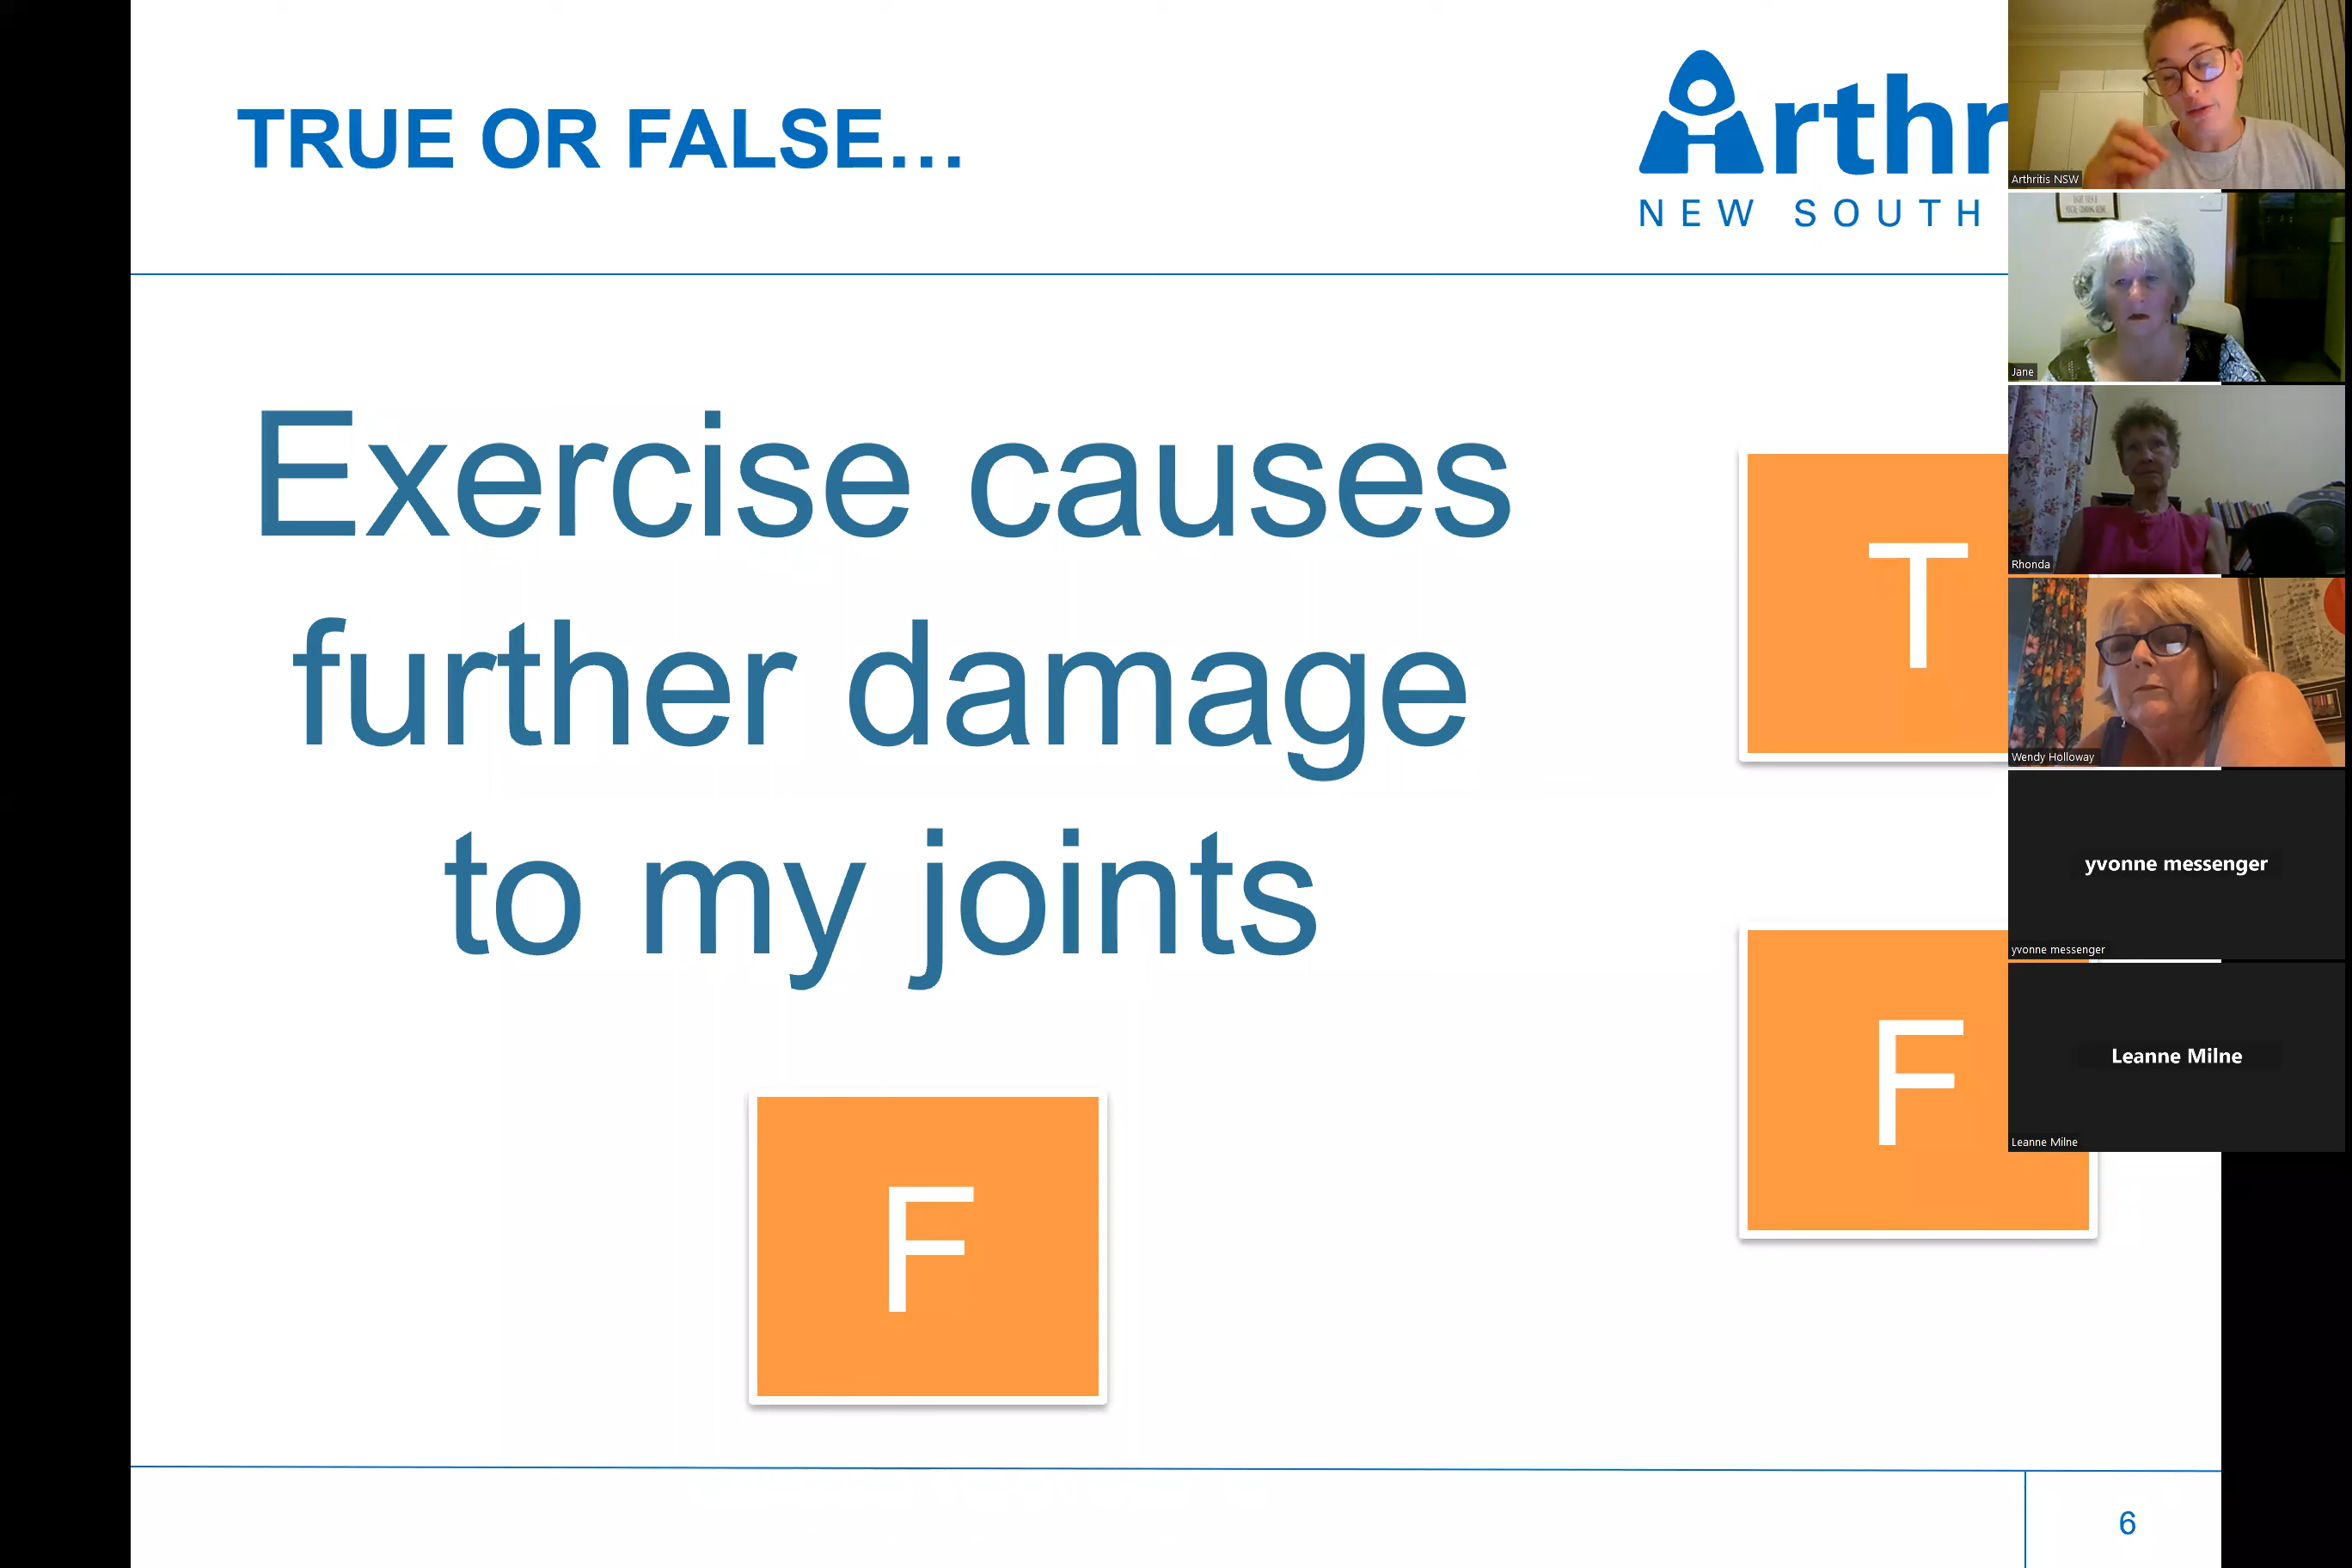 TRUE OR FALSE...
Arthr
NEW SOUTH
Exercise causes
further damage
to my joints
T
F
F
6
Arthritis NSW
Jane
Rhonda
Wendy Holloway
yvonne messenger
yvonne messenger
Leanne Milne
Leanne Milne